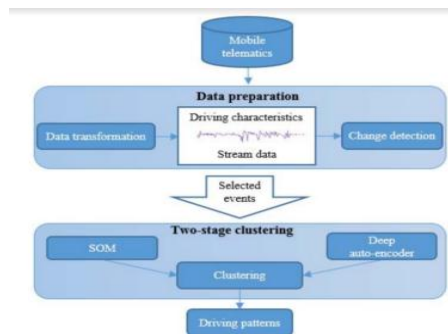 Mobile
telematics
Data preparation
Driving characteristics
Data transformation
Change detection
Stream data
Selected
events
Two-stage clustering
SOM
Deep
auto-encoder
Clustering
Driving patterns